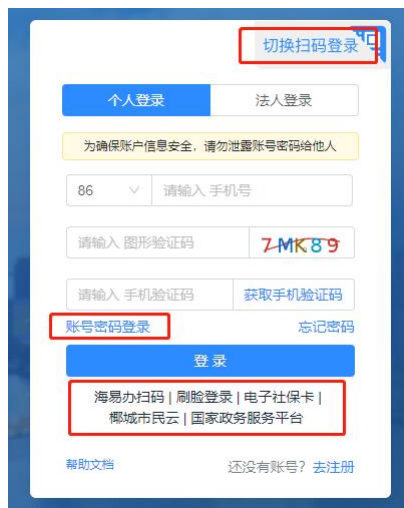 切换扫码登录
个人登录 法人登录
为确保账户信息安全，请勿泄露账号密码给他人
86 请输入 手机号
请输入 图形验证码 7MK89
请输入 手机验证码 获取手机验证码
账号密码登录 忘记密码
登录
海易办扫码 | 刷脸登录 | 电子社保卡 |
椰城市民云 | 国家政务服务平台
帮助文档 还没有账号？去注册